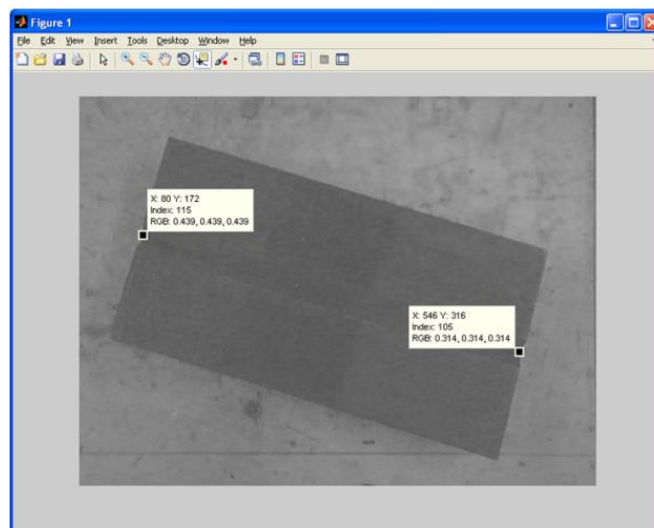 Figure 1
File Edit View Insert Tools Desktop Window Help
X: 80 Y: 172
Index: 115
RGB: 0.439, 0.439, 0.439
X: 546 Y: 316
Index: 105
RGB: 0.314, 0.314, 0.314